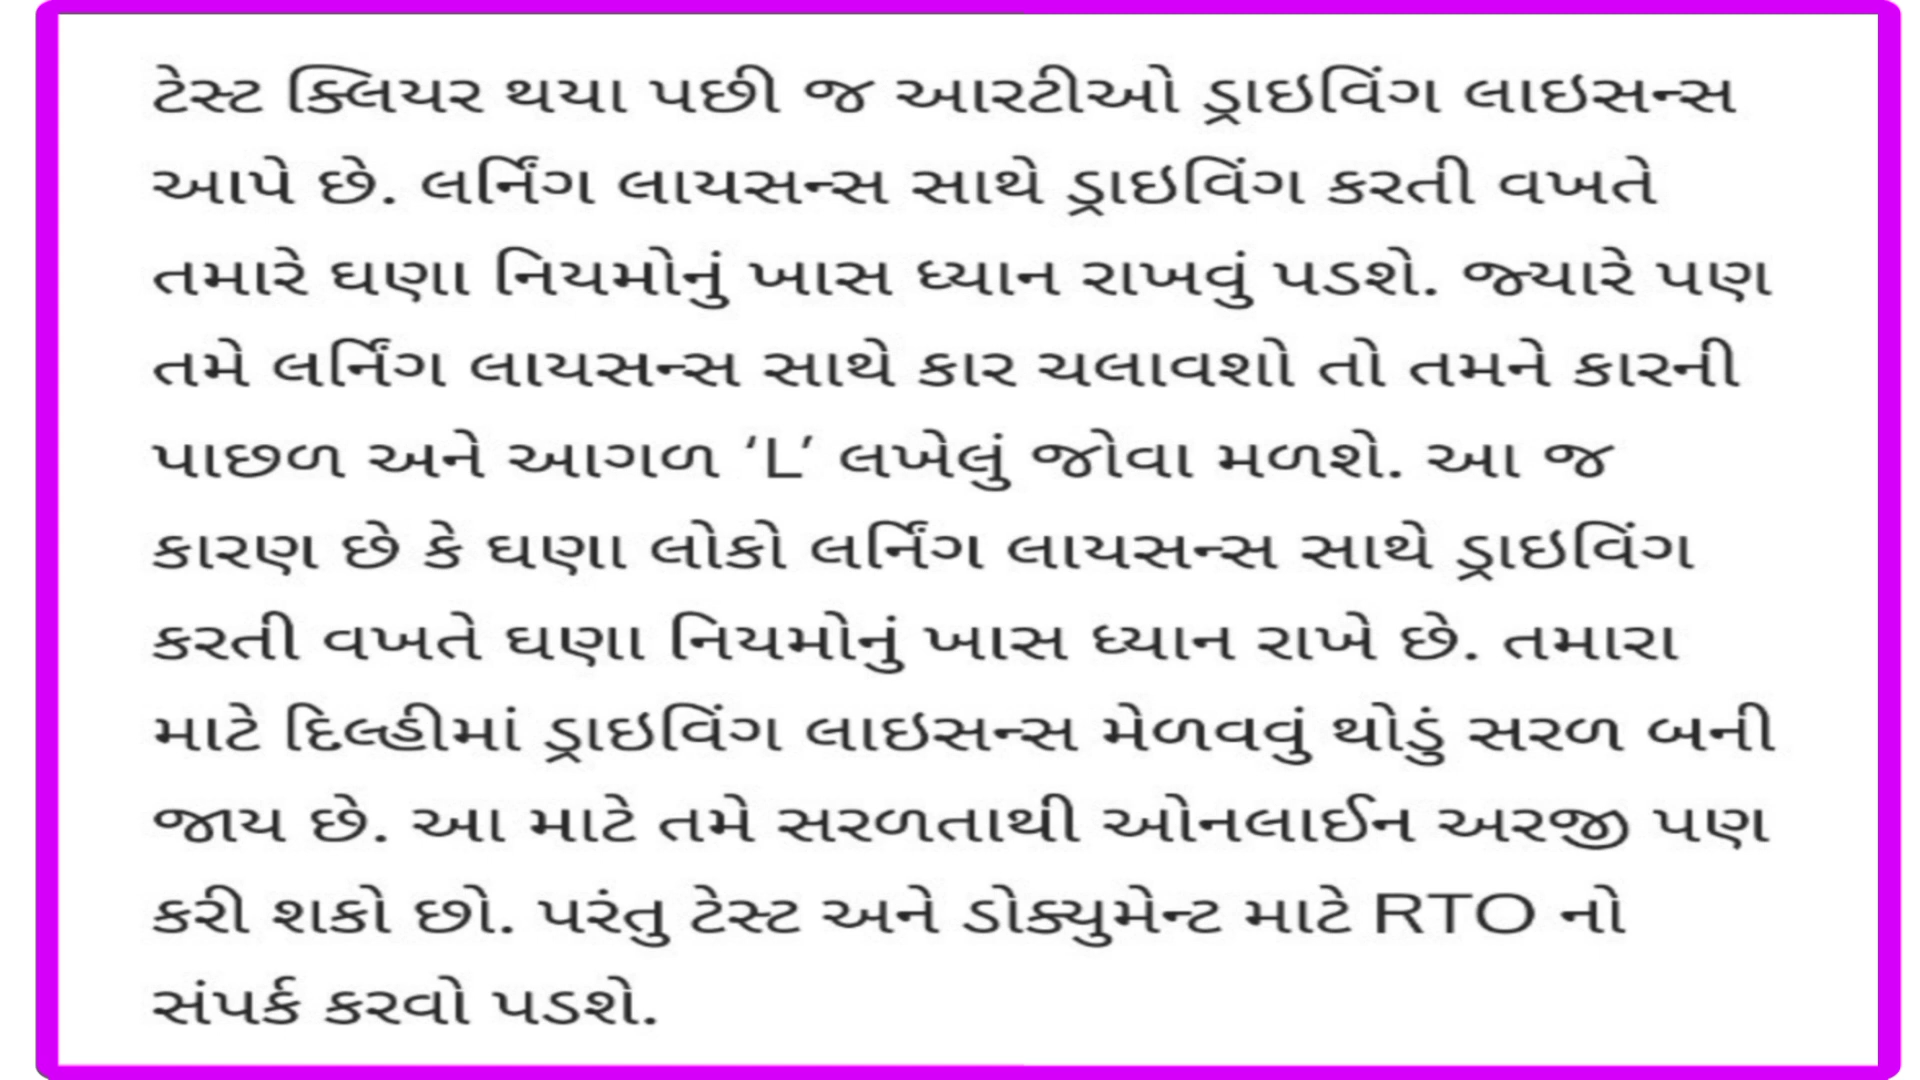 ટેસ્ટ ક્લિયર થયા પછી જ આરટીઓ ડ્રાઇવિંગ લાઇસન્સ
આપે છે. લર્નિંગ લાયસન્સ સાથે ડ્રાઇવિંગ કરતી વખતે
તમારે ઘણા નિયમોનું ખાસ ધ્યાન રાખવું પડશે. જ્યારે પણ
તમે લર્નિંગ લાયસન્સ સાથે કાર ચલાવશો તો તમને કારની
પાછળ અને આગળ ‘L’ લખેલું જોવા મળશે. આ જ
કારણ છે કે ઘણા લોકો લર્નિંગ લાયસન્સ સાથે ડ્રાઇવિંગ
કરતી વખતે ઘણા નિયમોનું ખાસ ધ્યાન રાખે છે. તમારા
માટે દિલ્હીમાં ડ્રાઇવિંગ લાઇસન્સ મેળવવું થોડું સરળ બની
જાય છે. આ માટે તમે સરળતાથી ઓનલાઈન અરજી પણ
કરી શકો છો. પરંતુ ટેસ્ટ અને ડોક્યુમેન્ટ માટે RTO નો
સંપર્ક કરવો પડશે.